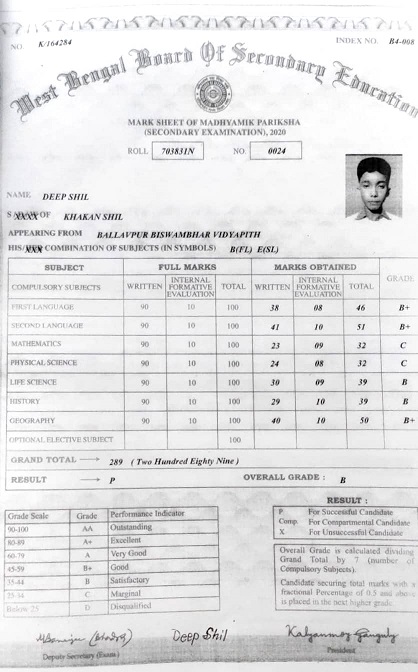 NO. K/164284 INDEX NO. B4-008
West Bengal Board Of Secondary Education
MARK SHEET OF MADHYAMIK PARIKSHA
(SECONDARY EXAMINATION), 2020
ROLL 703831N NO. 0024
NAME DEEP SHIL
OF KHAKAN SHIL
APPEARING FROM BALLAVPUR BISWAMBHAR VIDYAPITH
HIS/XXX COMBINATION OF SUBJECTS (IN SYMBOLS) B(FL) E(SL)
SUBJECT FULL MARKS MARKS OBTAINED GRADE
COMPULSORY SUBJECTS WRITTEN INTERNAL FORMATIVE EVALUATION TOTAL WRITTEN INTERNAL FORMATIVE EVALUATION TOTAL
FIRST LANGUAGE 90 10 100 38 08 46 B+
SECOND LANGUAGE 90 10 100 41 10 51 B+
MATHEMATICS 90 10 100 23 09 32 C
PHYSICAL SCIENCE 90 10 100 24 08 32 C
LIFE SCIENCE 90 10 100 30 09 39 B
HISTORY 90 10 100 29 10 39 B
GEOGRAPHY 90 10 100 40 10 50 B+
OPTIONAL ELECTIVE SUBJECT 100
GRAND TOTAL 289 ( Two Hundred Eighty Nine )
RESULT P OVERALL GRADE : B
Grade Scale Grade Performance Indicator
90-100 AA Outstanding
80-89 A+ Excellent
60-79 A Very Good
45-59 B+ Good
35-44 B Satisfactory
25-34 C Marginal
Below 25 D Disqualified
RESULT :
P For Successful Candidate
Comp. For Compartmental Candidate
X For Unsuccessful Candidate
Overall Grade is calculated dividing
Grand Total by 7 (number of
Compulsory Subjects).
Candidate securing total marks with a
fractional Percentage of 0.5 and above
is placed in the next higher grade.
Deep Shil
Kalyanmoy Ganguly
Deputy Secretary (Exam) President